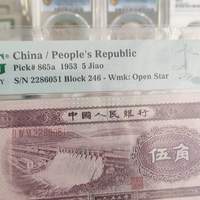 China / People's Republic
Pick# 865a 1953 5 Jiao
S/N 2286051 Block 246 - Wmk: Open Star
中国人民银行
伍角